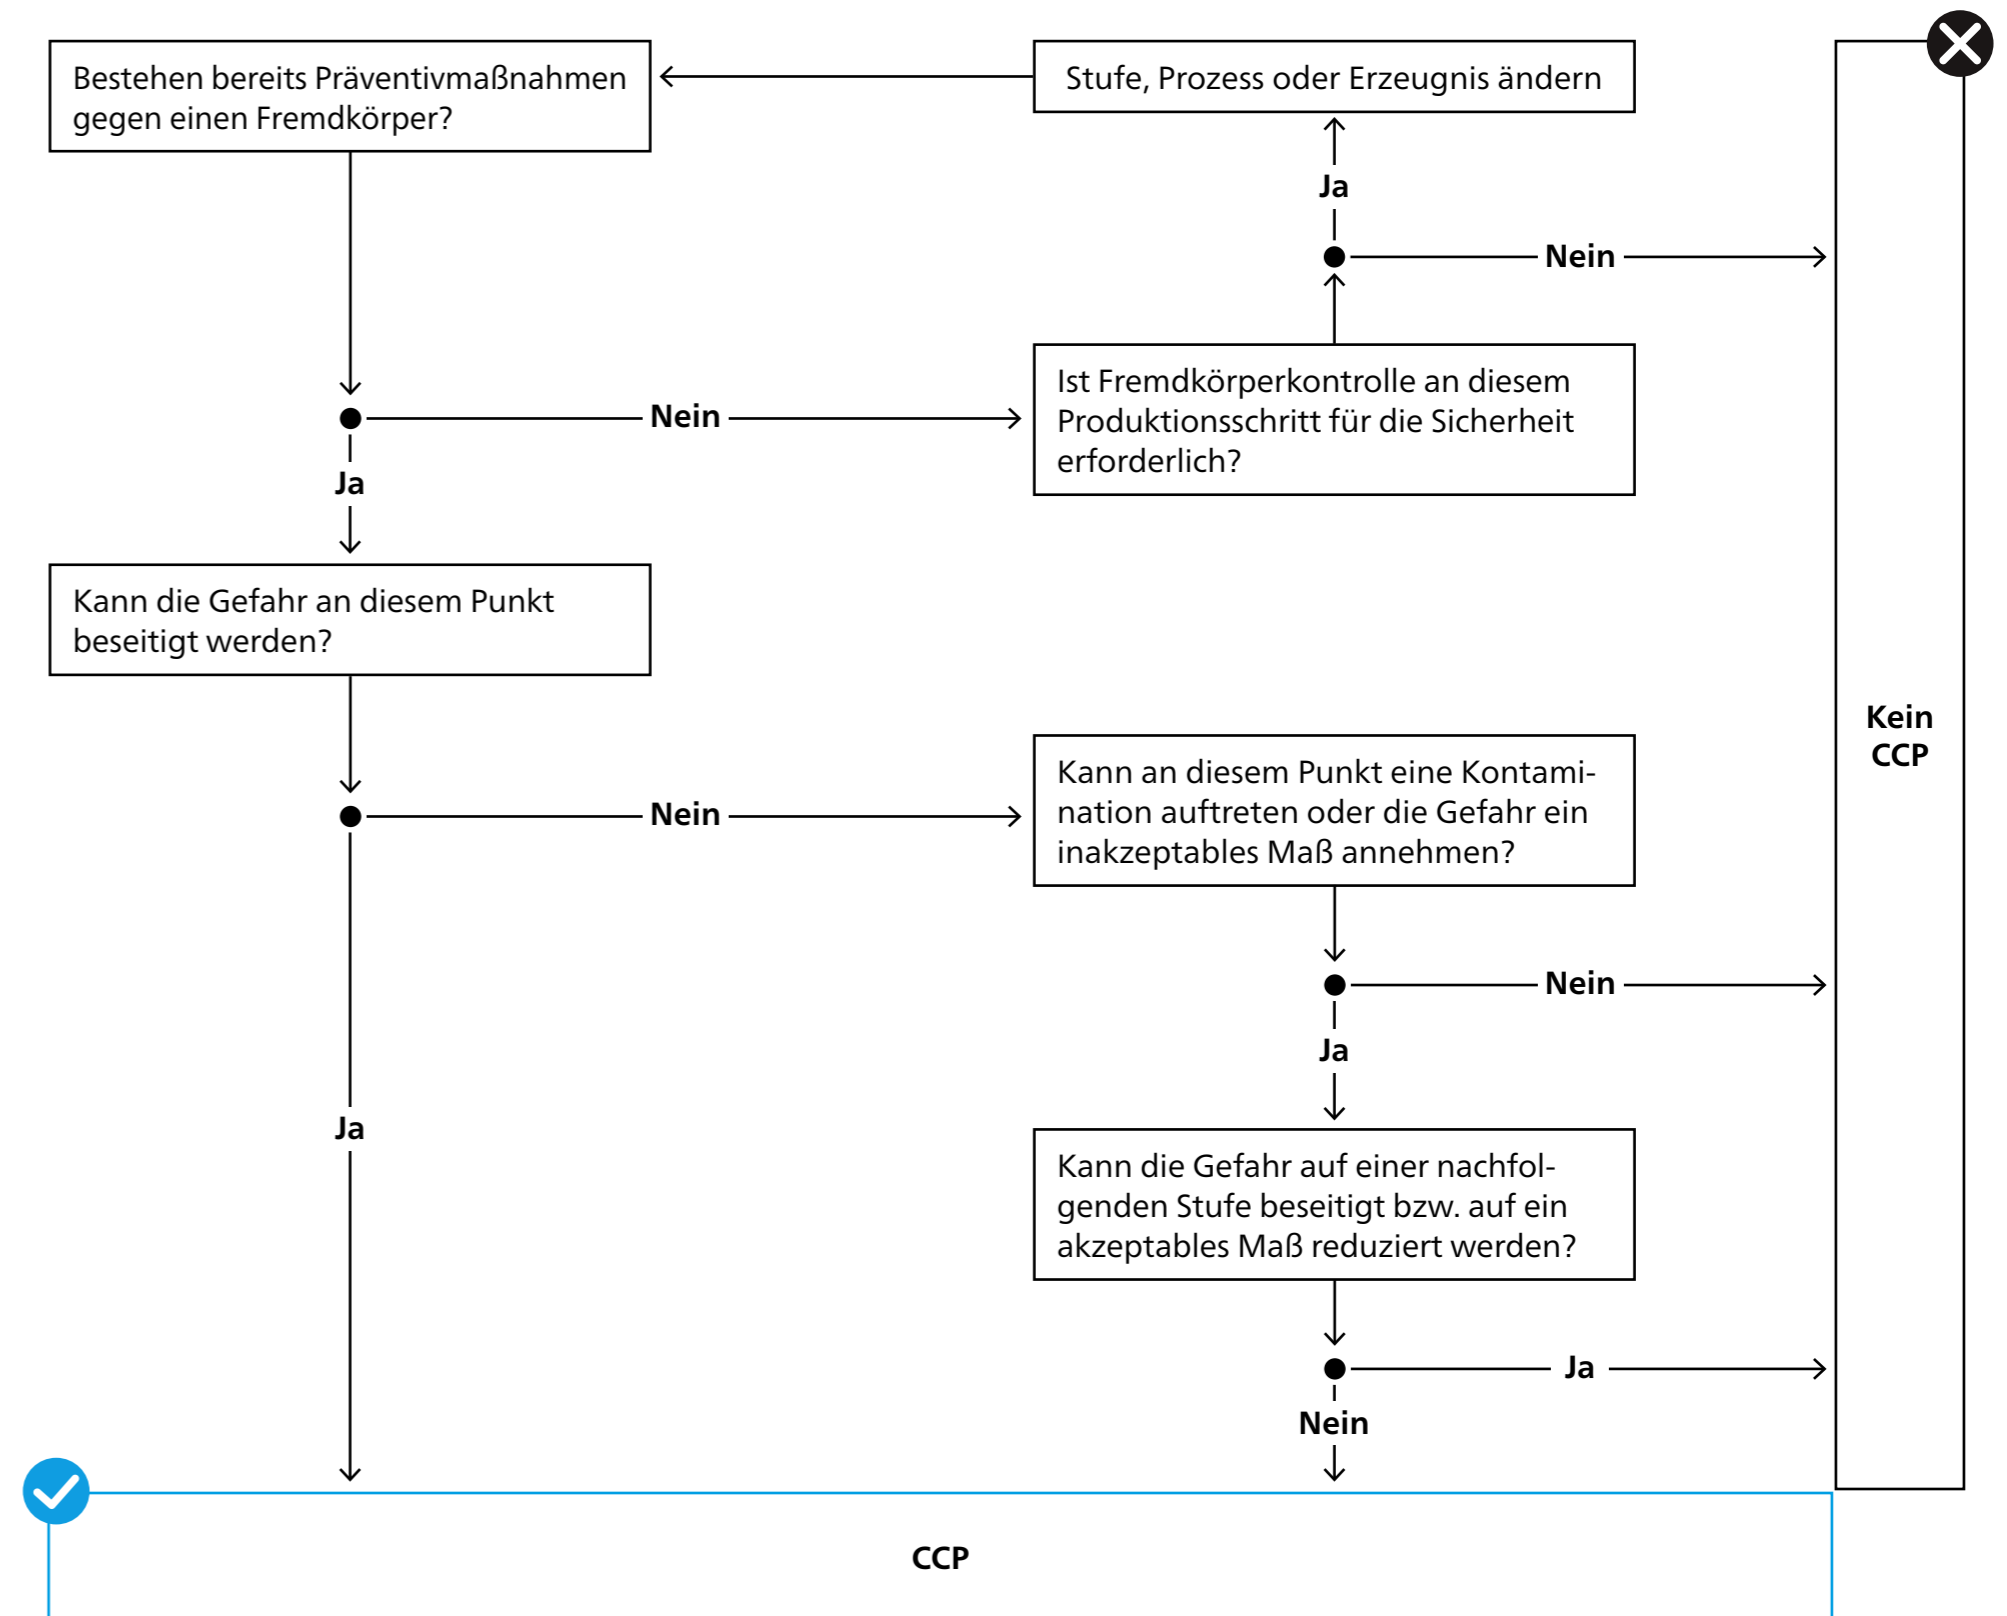 Bestehen bereits Präventivmaßnahmen
gegen einen Fremdkörper?
Stufe, Prozess oder Erzeugnis ändern
Ja
Nein
Ist Fremdkörperkontrolle an diesem
Produktionsschritt für die Sicherheit
erforderlich?
Nein
Ja
Kann die Gefahr an diesem Punkt
beseitigt werden?
Kein
CCP
Kann an diesem Punkt eine Kontami-
nation auftreten oder die Gefahr ein
inakzeptables Maß annehmen?
Nein
Nein
Ja
Ja
Kann die Gefahr auf einer nachfol-
genden Stufe beseitigt bzw. auf ein
akzeptables Maß reduziert werden?
Ja
Nein
CCP